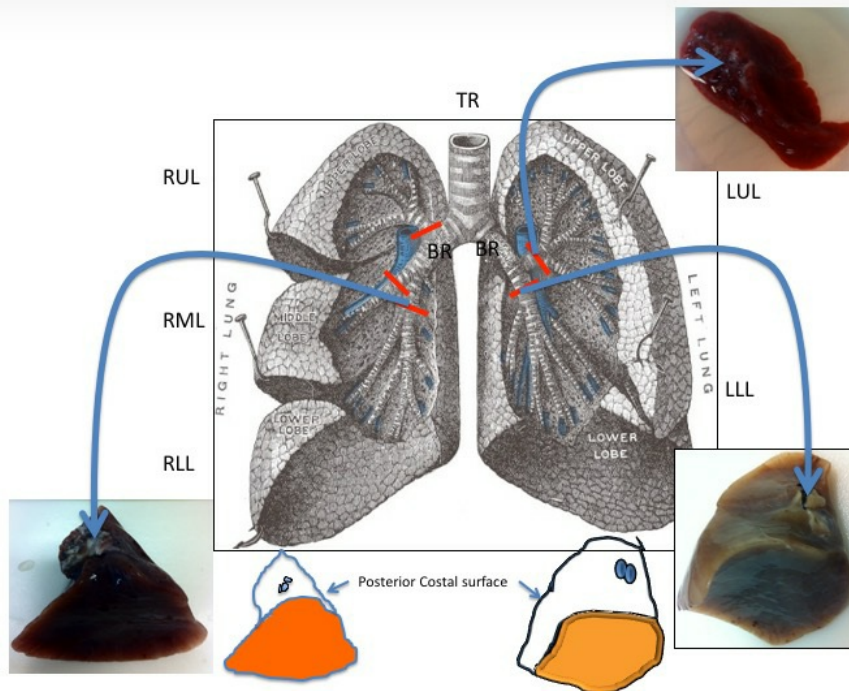 TR
RUL
LUL
UPPER LOBE
UPPER LOBE
BR
BR
RML
MIDDLE
LOBE
RIGHT LUNG
LEFT LUNG
LLL
LOWER
LOBE
LOWER
LOBE
RLL
Posterior Costal surface